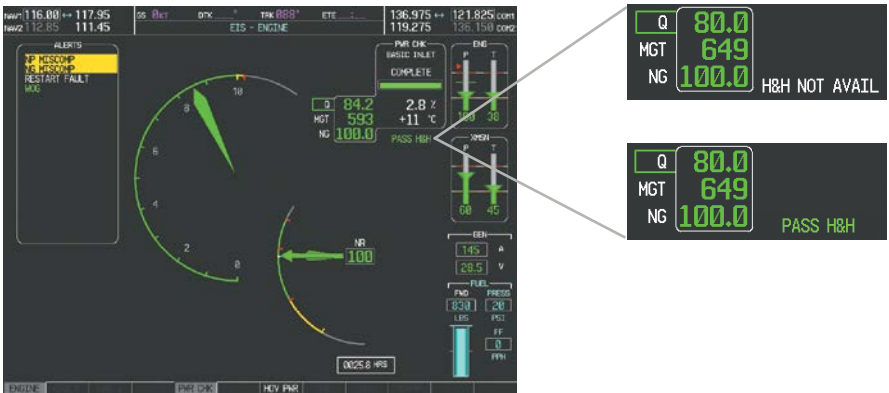 NAV1 116.00 ↔ 117.95
NAV2 112.85 111.45
GS 0KT DTK ___° TRK 088° ETE __:__
EIS - ENGINE
136.975 ↔ 121.825 COM1
119.275 136.150 COM2
ALERTS
NP MISCOMP
NG MISCOMP
RESTART FAULT
WOG
10
8
6
4
2
0
PWR CHK
BASIC INLET
COMPLETE
Q 84.2 2.8 %
MGT 593 +11 °C
NG 100.0 PASS H&H
ENG
P T
100 38
XMSN
P T
60 45
NR
100
GEN
145 A
28.5 V
FUEL
FWD PRESS
830 20
LBS PSI
FF
0
PPH
0025.8 HRS
ENGINE PWR CHK HCV PWR
Q 80.0
MGT 649
NG 100.0 H&H NOT AVAIL
Q 80.0
MGT 649
NG 100.0 PASS H&H